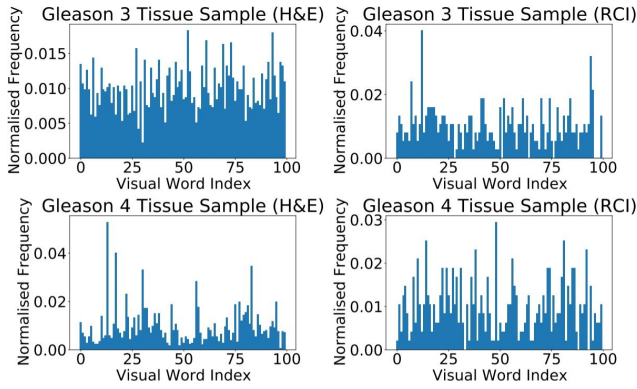 Gleason 3 Tissue Sample (H&E)
Normalised Frequency
0.015
0.010
0.005
0.000
0 25 50 75 100
Visual Word Index
Gleason 3 Tissue Sample (RCI)
Normalised Frequency
0.04
0.02
0.00
0 25 50 75 100
Visual Word Index
Gleason 4 Tissue Sample (H&E)
Normalised Frequency
0.04
0.02
0.00
0 25 50 75 100
Visual Word Index
Gleason 4 Tissue Sample (RCI)
Normalised Frequency
0.03
0.02
0.01
0.00
0 25 50 75 100
Visual Word Index